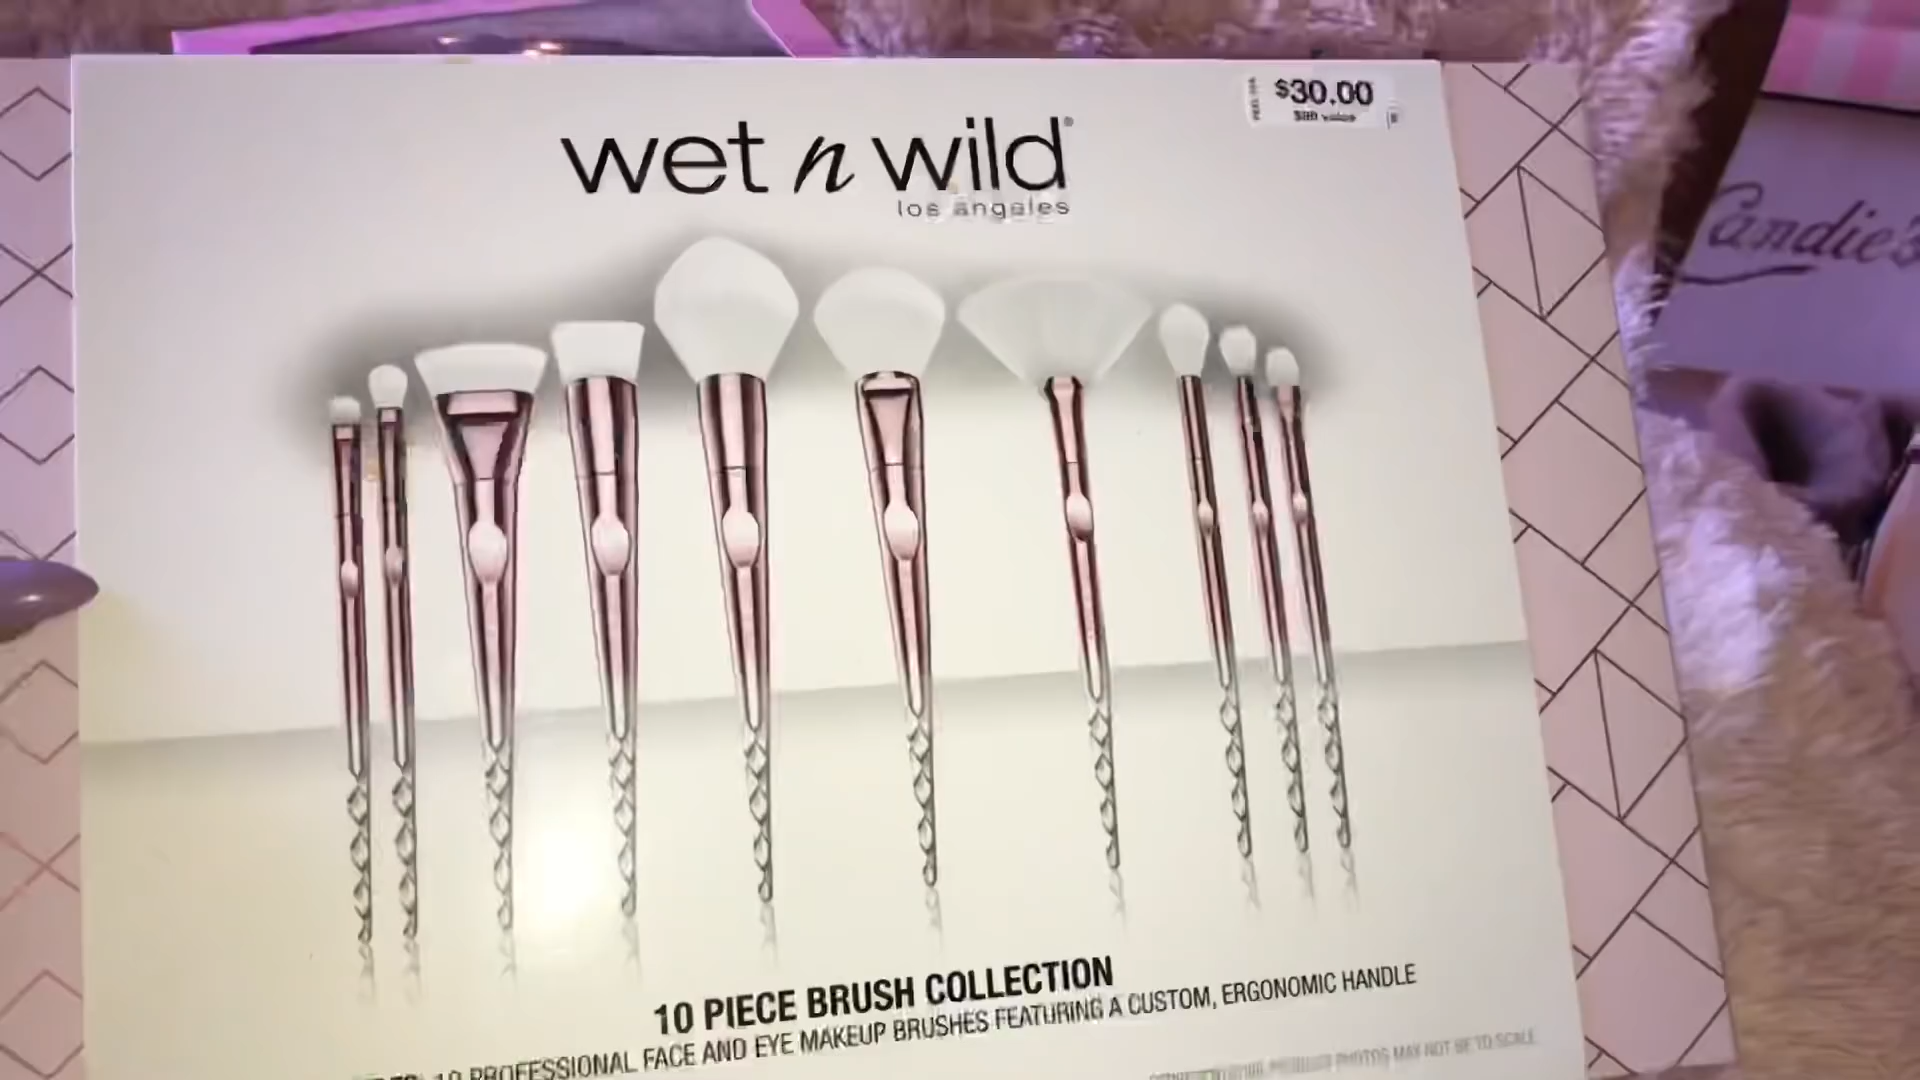 $30.00
wet n wild®
los angeles
Candie's
10 PIECE BRUSH COLLECTION
10 PROFESSIONAL FACE AND EYE MAKEUP BRUSHES FEATURING A CUSTOM, ERGONOMIC HANDLE
PHOTOS MAY NOT BE TO SCALE